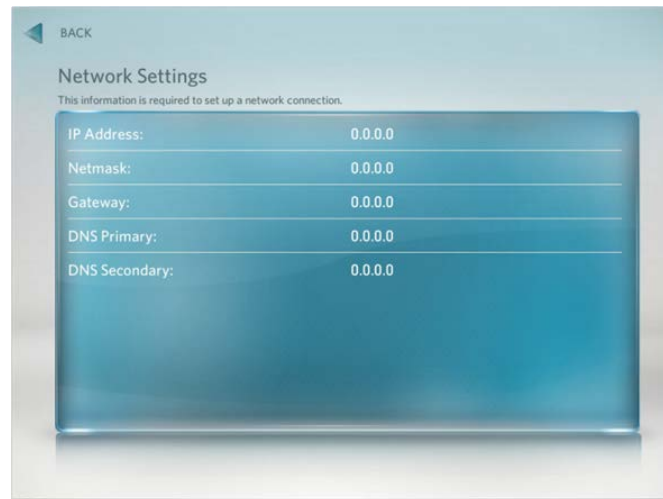 BACK
Network Settings
This information is required to set up a network connection.
IP Address: 0.0.0.0
Netmask: 0.0.0.0
Gateway: 0.0.0.0
DNS Primary: 0.0.0.0
DNS Secondary: 0.0.0.0